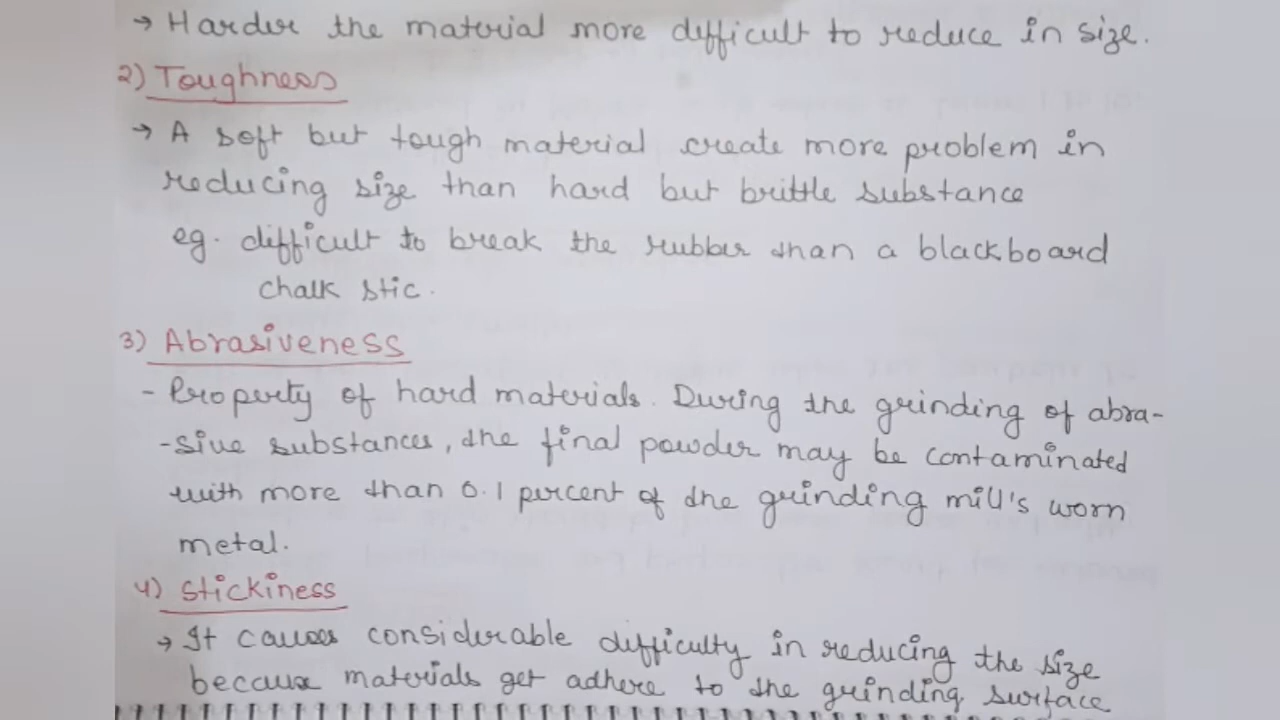 → Harder the material more difficult to reduce in size.
2) Toughness
→ A soft but tough material create more problem in
reducing size than hard but brittle substance
eg. difficult to break the rubber than a blackboard
chalk stic.
3) Abrasiveness
- Property of hard materials. During the grinding of abra-
-sive substances, the final powder may be contaminated
with more than 0.1 percent of the grinding mill's worn
metal.
4) Stickiness
→ It causes considerable difficulty in reducing the size
because materials get adhere to the grinding surface